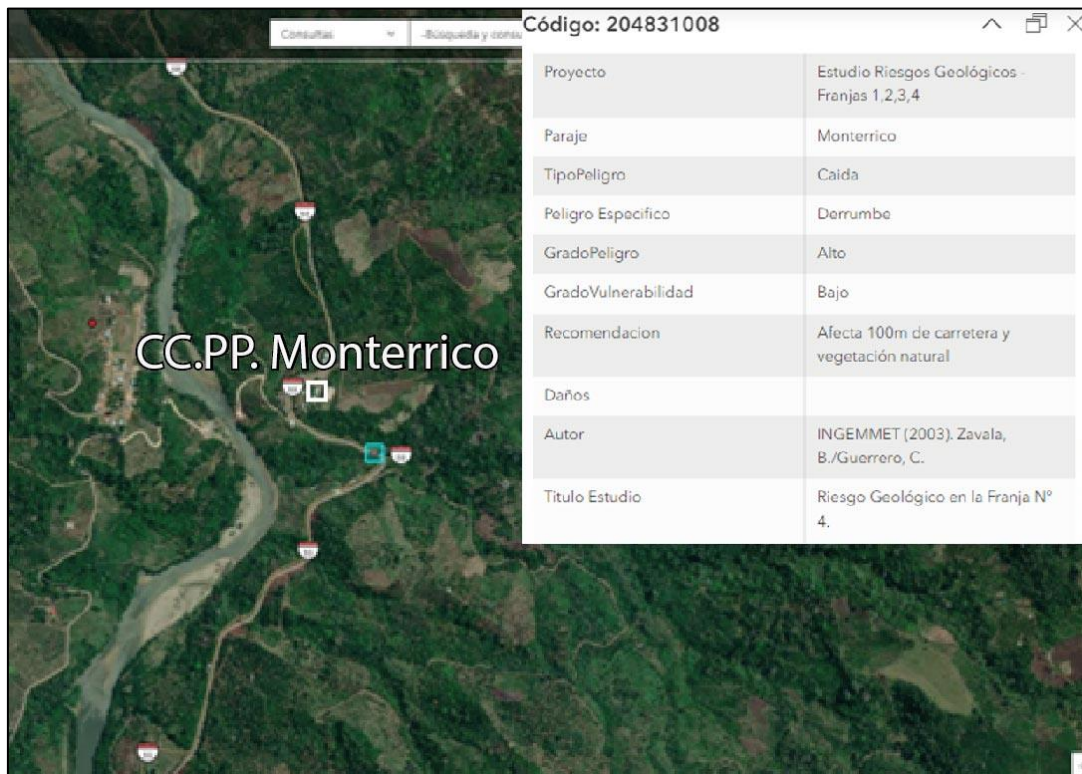 Consultas
-Búsqueda y consu
Código: 204831008
Proyecto
Estudio Riesgos Geológicos -
Franjas 1,2,3,4
Paraje
Monterrico
TipoPeligro
Caida
Peligro Especifico
Derrumbe
GradoPeligro
Alto
GradoVulnerabilidad
Bajo
Recomendacion
Afecta 100m de carretera y
vegetación natural
Daños
Autor
INGEMMET (2003). Zavala,
B./Guerrero, C.
Titulo Estudio
Riesgo Geológico en la Franja N°
4.
CC.PP. Monterrico